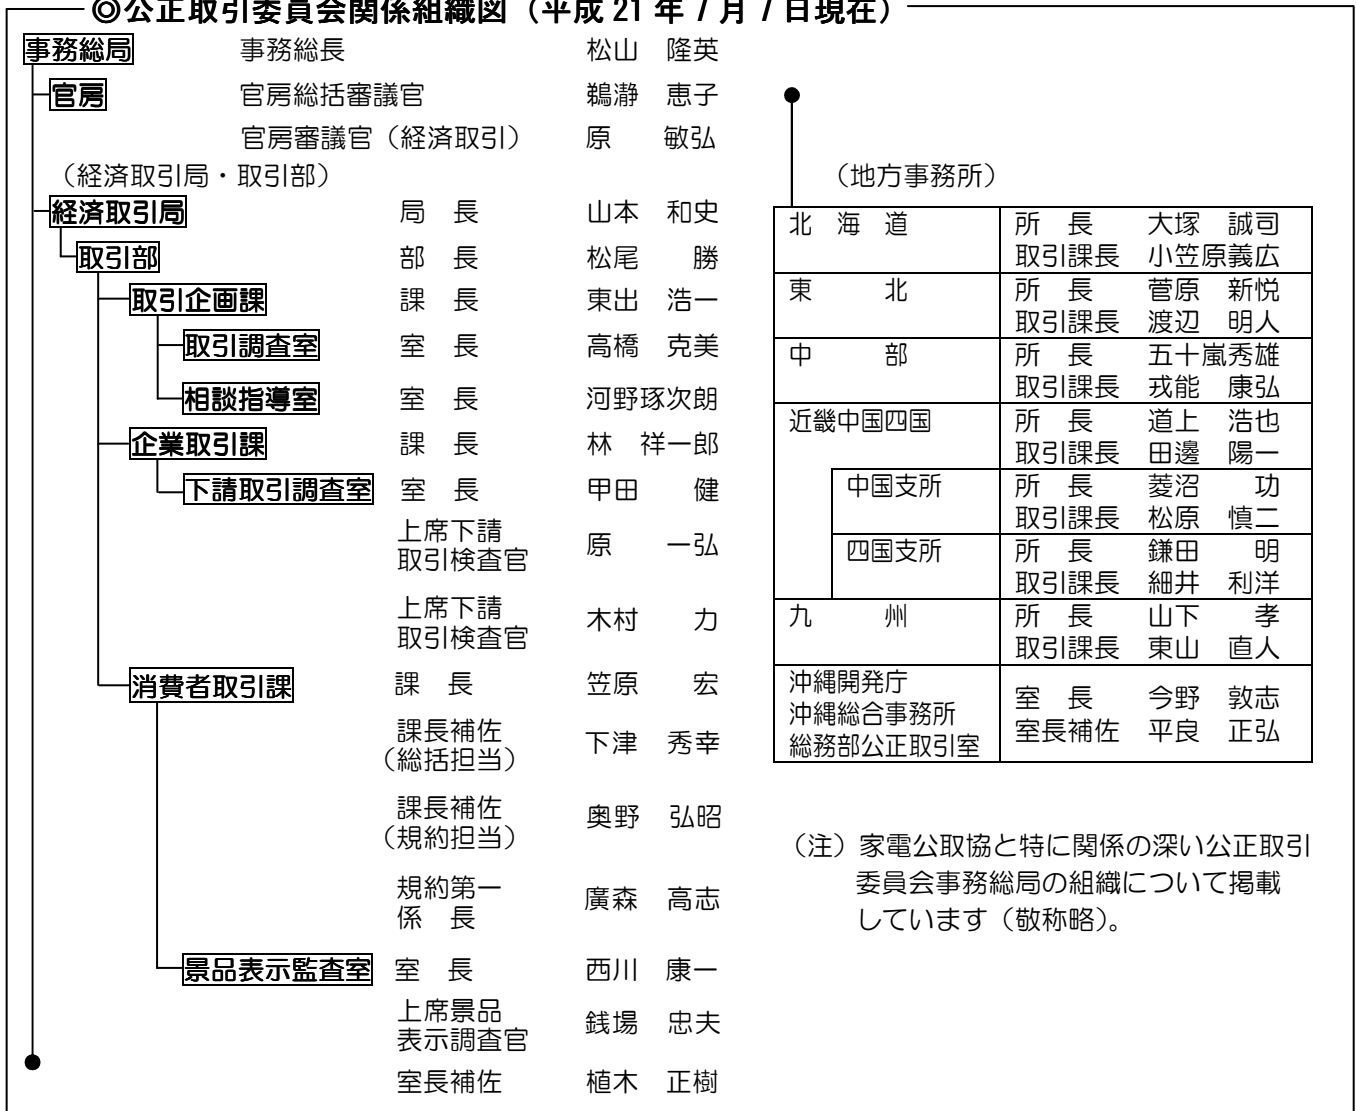 ◎公正取引委員会関係組織図（平成 21 年 7 月 7 日現在）
事務総局 事務総長 松山 隆英
官房 官房総括審議官 鵜瀞 恵子
官房審議官（経済取引） 原 敏弘
（経済取引局・取引部）
経済取引局 局 長 山本 和史
取引部 部 長 松尾 勝
取引企画課 課 長 東出 浩一
取引調査室 室 長 高橋 克美
相談指導室 室 長 河野琢次朗
企業取引課 課 長 林 祥一郎
下請取引調査室 室 長 甲田 健
上席下請
取引検査官 原 一弘
上席下請
取引検査官 木村 力
消費者取引課 課 長 笠原 宏
課長補佐
（総括担当） 下津 秀幸
課長補佐
（規約担当） 奥野 弘昭
規約第一
係 長 廣森 高志
景品表示監査室 室 長 西川 康一
上席景品
表示調査官 銭場 忠夫
室長補佐 植木 正樹
（地方事務所）
北 海 道 所 長 大塚 誠司
取引課長 小笠原義広
東 北 所 長 菅原 新悦
取引課長 渡辺 明人
中 部 所 長 五十嵐秀雄
取引課長 戎能 康弘
近畿中国四国 所 長 道上 浩也
取引課長 田邊 陽一
中国支所 所 長 菱沼 功
取引課長 松原 慎二
四国支所 所 長 鎌田 明
取引課長 細井 利洋
九 州 所 長 山下 孝
取引課長 東山 直人
沖縄開発庁
沖縄総合事務所
総務部公正取引室
室 長 今野 敦志
室長補佐 平良 正弘
（注）家電公取協と特に関係の深い公正取引
委員会事務総局の組織について掲載
しています（敬称略）。